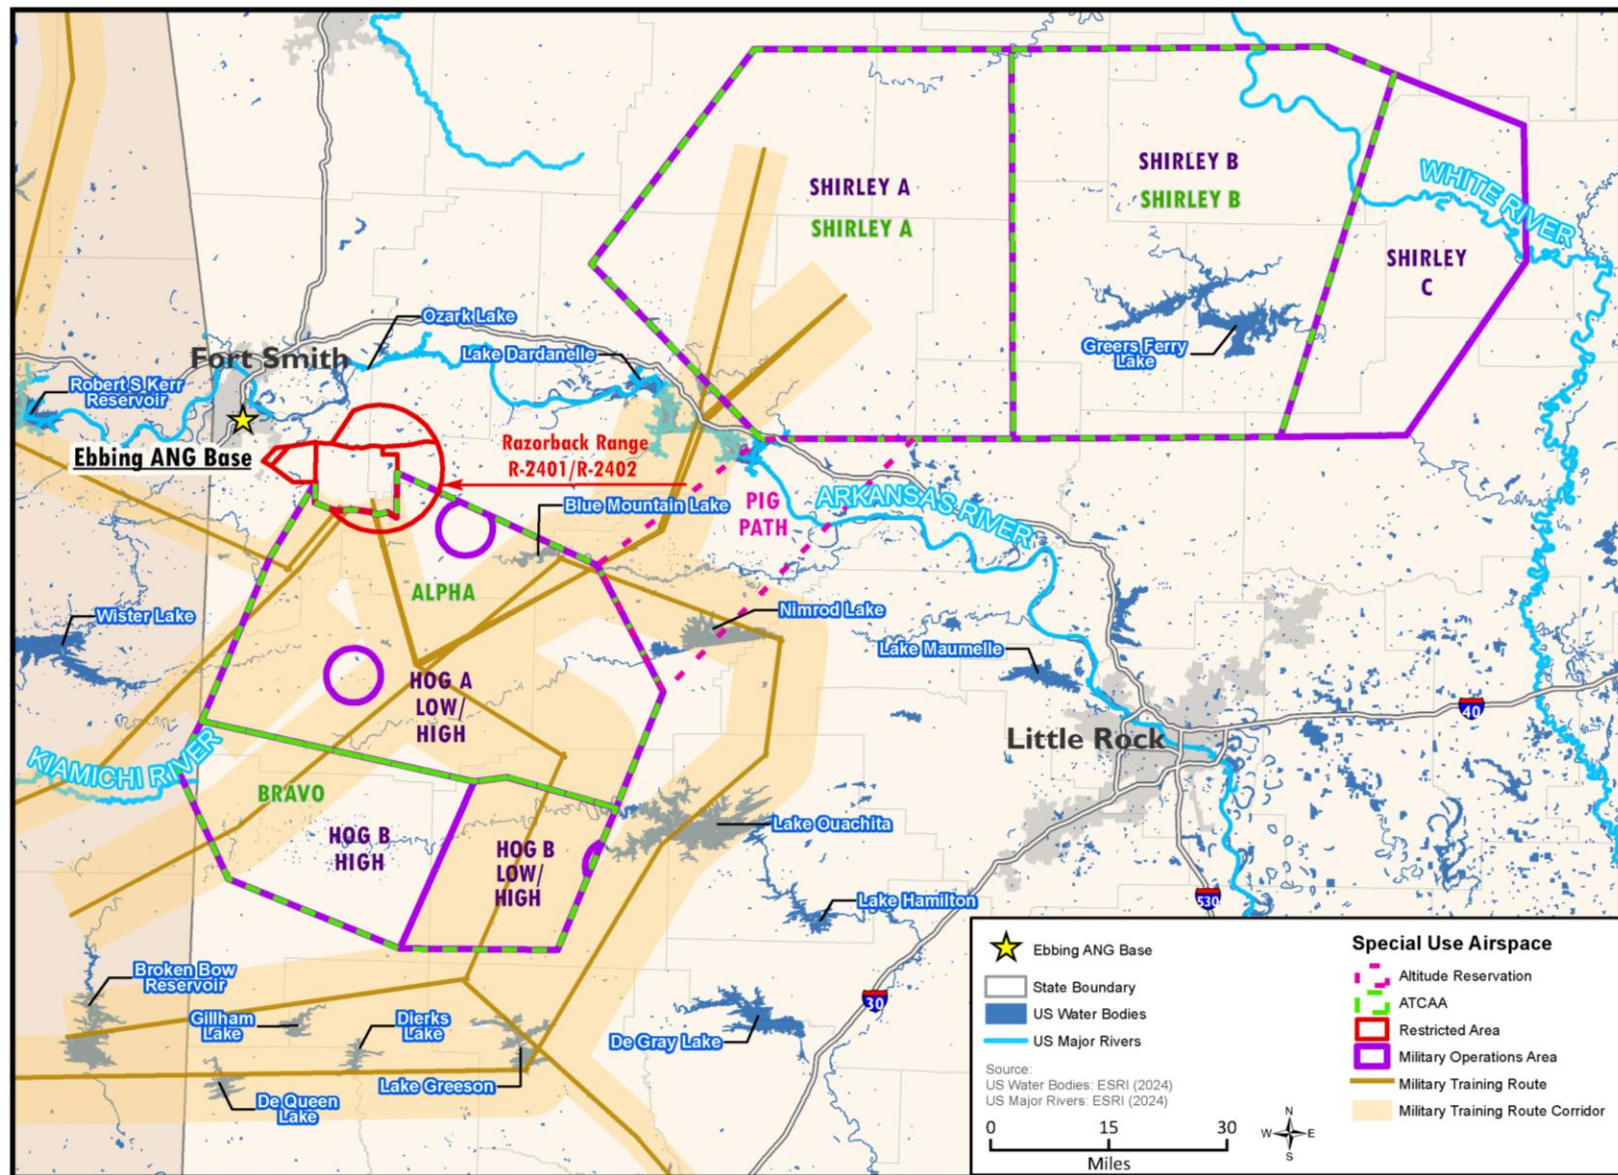 SHIRLEY A
SHIRLEY A
SHIRLEY B
SHIRLEY B
WHITE RIVER
SHIRLEY
C
Ozark Lake
Fort Smith
Lake Dardanelle
Greers Ferry
Lake
Robert S Kerr
Reservoir
Ebbing ANG Base
Razorback Range
R-2401/R-2402
Blue Mountain Lake
PIG
PATH
ARKANSAS RIVER
ALPHA
Wister Lake
Nimrod Lake
Lake Maumelle
HOG A
LOW/
HIGH
40
Little Rock
KIAMICHI RIVER
BRAVO
HOG B
HIGH
HOG B
LOW/
HIGH
Lake Ouachita
Lake Hamilton
530
Broken Bow
Reservoir
Gillham
Lake
Dierks
Lake
De Queen
Lake
Lake Greeson
De Gray Lake
30
Ebbing ANG Base
State Boundary
US Water Bodies
US Major Rivers
Source:
US Water Bodies: ESRI (2024)
US Major Rivers: ESRI (2024)
0 15 30
Miles
N
W E
S
Special Use Airspace
Altitude Reservation
ATCAA
Restricted Area
Military Operations Area
Military Training Route
Military Training Route Corridor